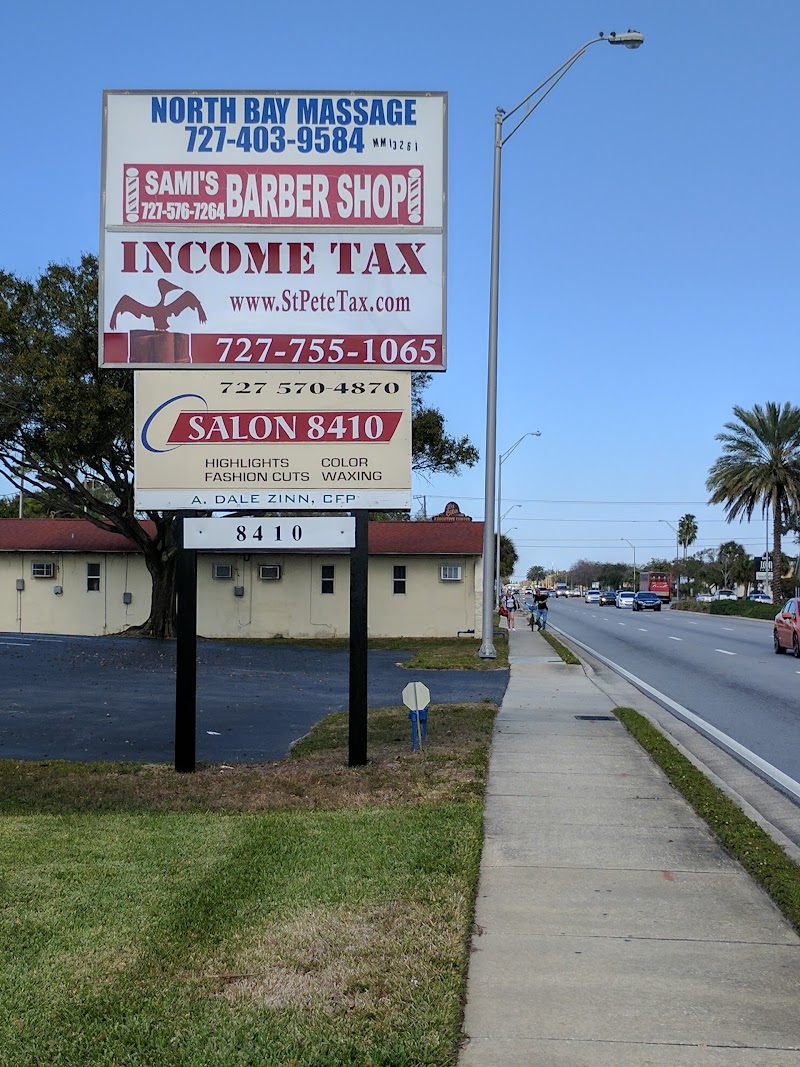 NORTH BAY MASSAGE
727-403-9584 MM13261
SAMI'S BARBER SHOP
727-576-7264
INCOME TAX
www.StPeteTax.com
727-755-1065
727 570-4870
SALON 8410
HIGHLIGHTS COLOR
FASHION CUTS WAXING
A. DALE ZINN, CFP
8410